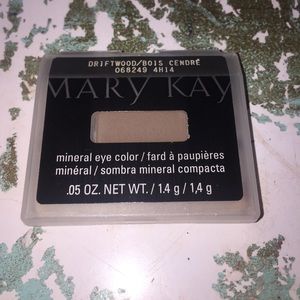 DRIFTWOOD/BOIS CENDRÉ
068249 4H14
MARY KAY
mineral eye color / fard à paupières
minéral / sombra mineral compacta
.05 OZ. NET WT. / 1.4 g / 1,4 g